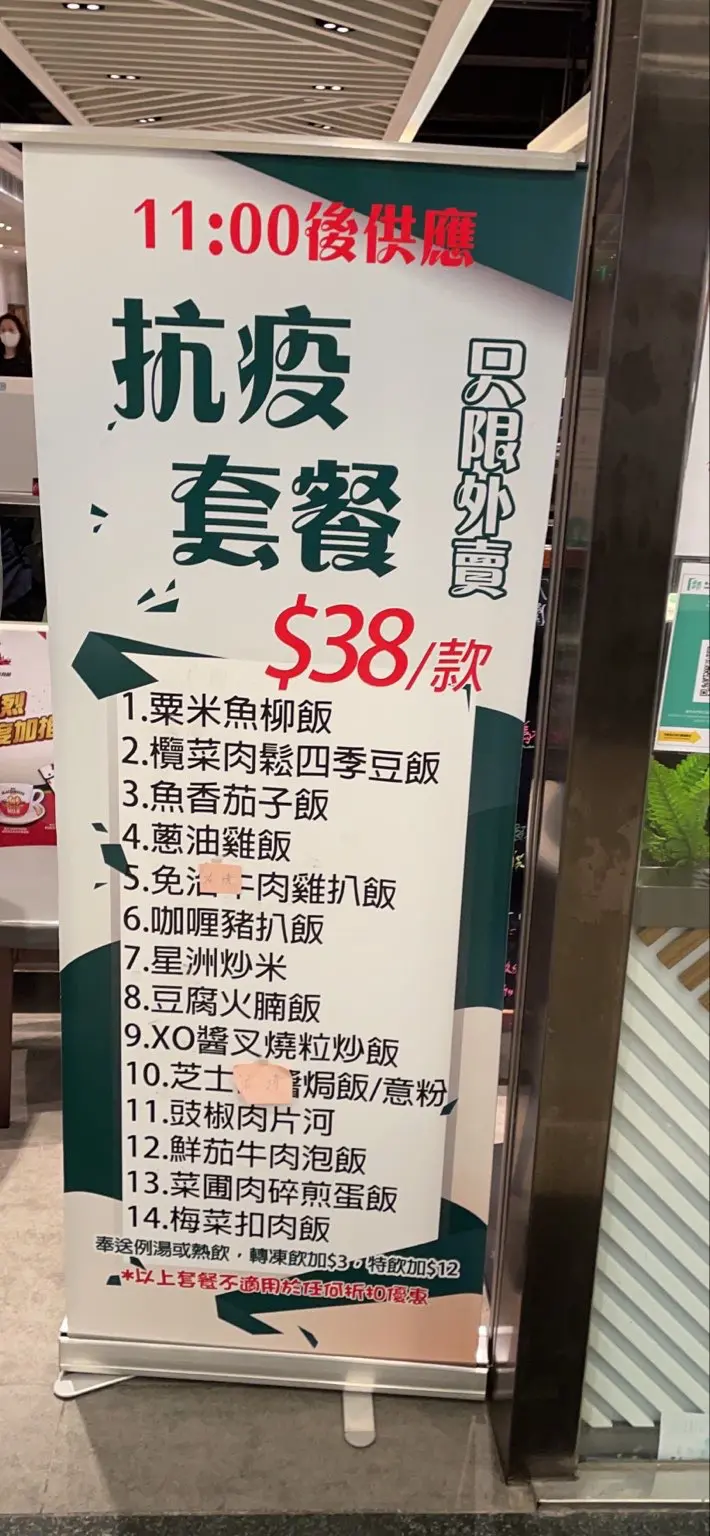 11:00後供應
抗疫
套餐
只限外賣
$38/款
1.粟米魚柳飯
2.欖菜肉鬆四季豆飯
3.魚香茄子飯
4.蔥油雞飯
5.免治牛肉雞扒飯
6.咖喱豬扒飯
7.星洲炒米
8.豆腐火腩飯
9.XO醬叉燒粒炒飯
10.芝士 焗飯/意粉
11.豉椒肉片河
12.鮮茄牛肉泡飯
13.菜圃肉碎煎蛋飯
14.梅菜扣肉飯
奉送例湯或熱飲，轉凍飲加$3，特飲加$12
*以上套餐不適用於任何折扣優惠